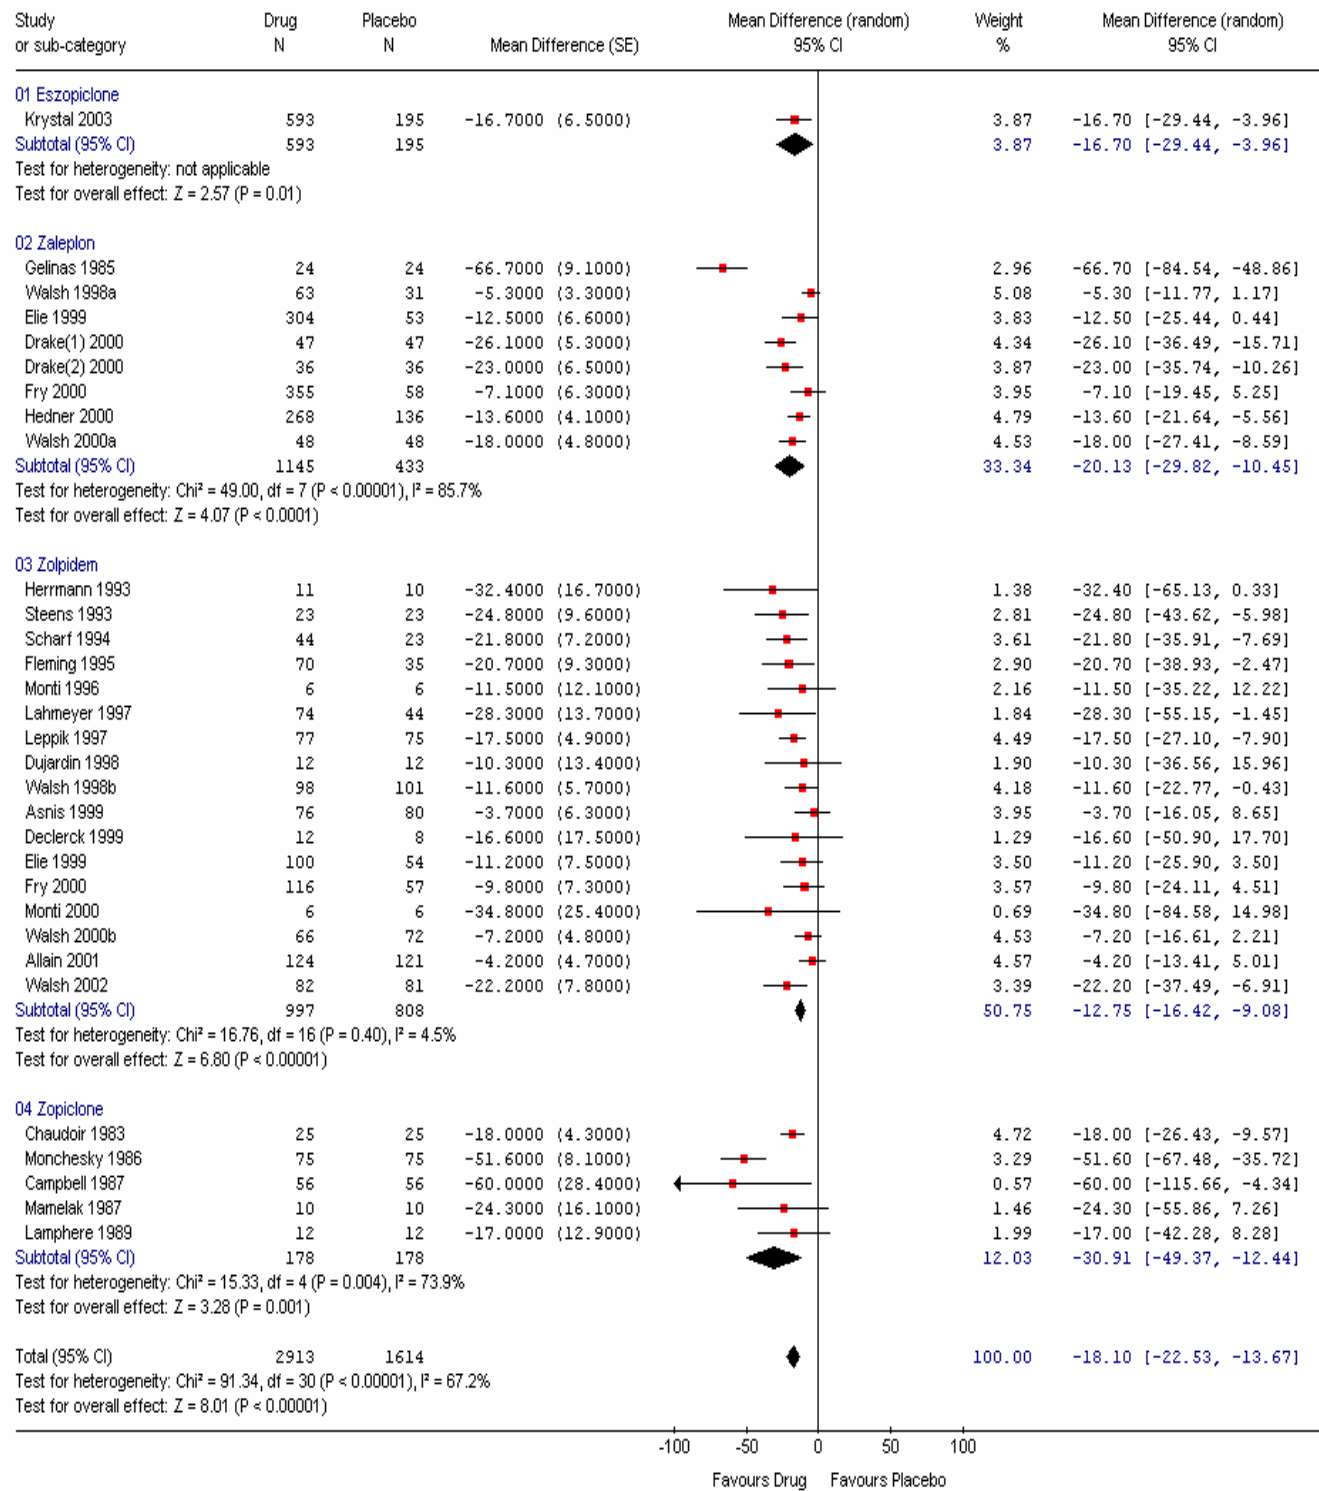 Study Drug Placebo Mean Difference (random) Weight Mean Difference (random)
or sub-category N N Mean Difference (SE) 95% CI % 95% CI
01 Eszopiclone
Krystal 2003 593 195 -16.7000 (6.5000) 3.87 -16.70 [-29.44, -3.96]
Subtotal (95% CI) 593 195 3.87 -16.70 [-29.44, -3.96]
Test for heterogeneity: not applicable
Test for overall effect: Z = 2.57 (P = 0.01)
02 Zaleplon
Gelinas 1985 24 24 -66.7000 (9.1000) 2.96 -66.70 [-84.54, -48.86]
Walsh 1998a 63 31 -5.3000 (3.3000) 5.08 -5.30 [-11.77, 1.17]
Elie 1999 304 53 -12.5000 (6.6000) 3.83 -12.50 [-25.44, 0.44]
Drake(1) 2000 47 47 -26.1000 (5.3000) 4.34 -26.10 [-36.49, -15.71]
Drake(2) 2000 36 36 -23.0000 (6.5000) 3.87 -23.00 [-35.74, -10.26]
Fry 2000 355 58 -7.1000 (6.3000) 3.95 -7.10 [-19.45, 5.25]
Hedner 2000 268 136 -13.6000 (4.1000) 4.79 -13.60 [-21.64, -5.56]
Walsh 2000a 48 48 -18.0000 (4.8000) 4.53 -18.00 [-27.41, -8.59]
Subtotal (95% CI) 1145 433 33.34 -20.13 [-29.82, -10.45]
Test for heterogeneity: Chi² = 49.00, df = 7 (P < 0.00001), I² = 85.7%
Test for overall effect: Z = 4.07 (P < 0.0001)
03 Zolpidem
Herrmann 1993 11 10 -32.4000 (16.7000) 1.38 -32.40 [-65.13, 0.33]
Steens 1993 23 23 -24.8000 (9.6000) 2.81 -24.80 [-43.62, -5.98]
Scharf 1994 44 23 -21.8000 (7.2000) 3.61 -21.80 [-35.91, -7.69]
Fleming 1995 70 35 -20.7000 (9.3000) 2.90 -20.70 [-38.93, -2.47]
Monti 1996 6 6 -11.5000 (12.1000) 2.16 -11.50 [-35.22, 12.22]
Lahmeyer 1997 74 44 -28.3000 (13.7000) 1.84 -28.30 [-55.15, -1.45]
Leppik 1997 77 75 -17.5000 (4.9000) 4.49 -17.50 [-27.10, -7.90]
Dujardin 1998 12 12 -10.3000 (13.4000) 1.90 -10.30 [-36.56, 15.96]
Walsh 1998b 98 101 -11.6000 (5.7000) 4.18 -11.60 [-22.77, -0.43]
Asnis 1999 76 80 -3.7000 (6.3000) 3.95 -3.70 [-16.05, 8.65]
Declerck 1999 12 8 -16.6000 (17.5000) 1.29 -16.60 [-50.90, 17.70]
Elie 1999 100 54 -11.2000 (7.5000) 3.50 -11.20 [-25.90, 3.50]
Fry 2000 116 57 -9.8000 (7.3000) 3.57 -9.80 [-24.11, 4.51]
Monti 2000 6 6 -34.8000 (25.4000) 0.69 -34.80 [-84.58, 14.98]
Walsh 2000b 66 72 -7.2000 (4.8000) 4.53 -7.20 [-16.61, 2.21]
Allain 2001 124 121 -4.2000 (4.7000) 4.57 -4.20 [-13.41, 5.01]
Walsh 2002 82 81 -22.2000 (7.8000) 3.39 -22.20 [-37.49, -6.91]
Subtotal (95% CI) 997 808 50.75 -12.75 [-16.42, -9.08]
Test for heterogeneity: Chi² = 16.76, df = 16 (P = 0.40), I² = 4.5%
Test for overall effect: Z = 6.80 (P < 0.00001)
04 Zopiclone
Chaudoir 1983 25 25 -18.0000 (4.3000) 4.72 -18.00 [-26.43, -9.57]
Monchesky 1986 75 75 -51.6000 (8.1000) 3.29 -51.60 [-67.48, -35.72]
Campbell 1987 56 56 -60.0000 (28.4000) 0.57 -60.00 [-115.66, -4.34]
Mamelak 1987 10 10 -24.3000 (16.1000) 1.46 -24.30 [-55.86, 7.26]
Lamphere 1989 12 12 -17.0000 (12.9000) 1.99 -17.00 [-42.28, 8.28]
Subtotal (95% CI) 178 178 12.03 -30.91 [-49.37, -12.44]
Test for heterogeneity: Chi² = 15.33, df = 4 (P = 0.004), I² = 73.9%
Test for overall effect: Z = 3.28 (P = 0.001)
Total (95% CI) 2913 1614 100.00 -18.10 [-22.53, -13.67]
Test for heterogeneity: Chi² = 91.34, df = 30 (P < 0.00001), I² = 67.2%
Test for overall effect: Z = 8.01 (P < 0.00001)
-100 -50 0 50 100
Favours Drug Favours Placebo